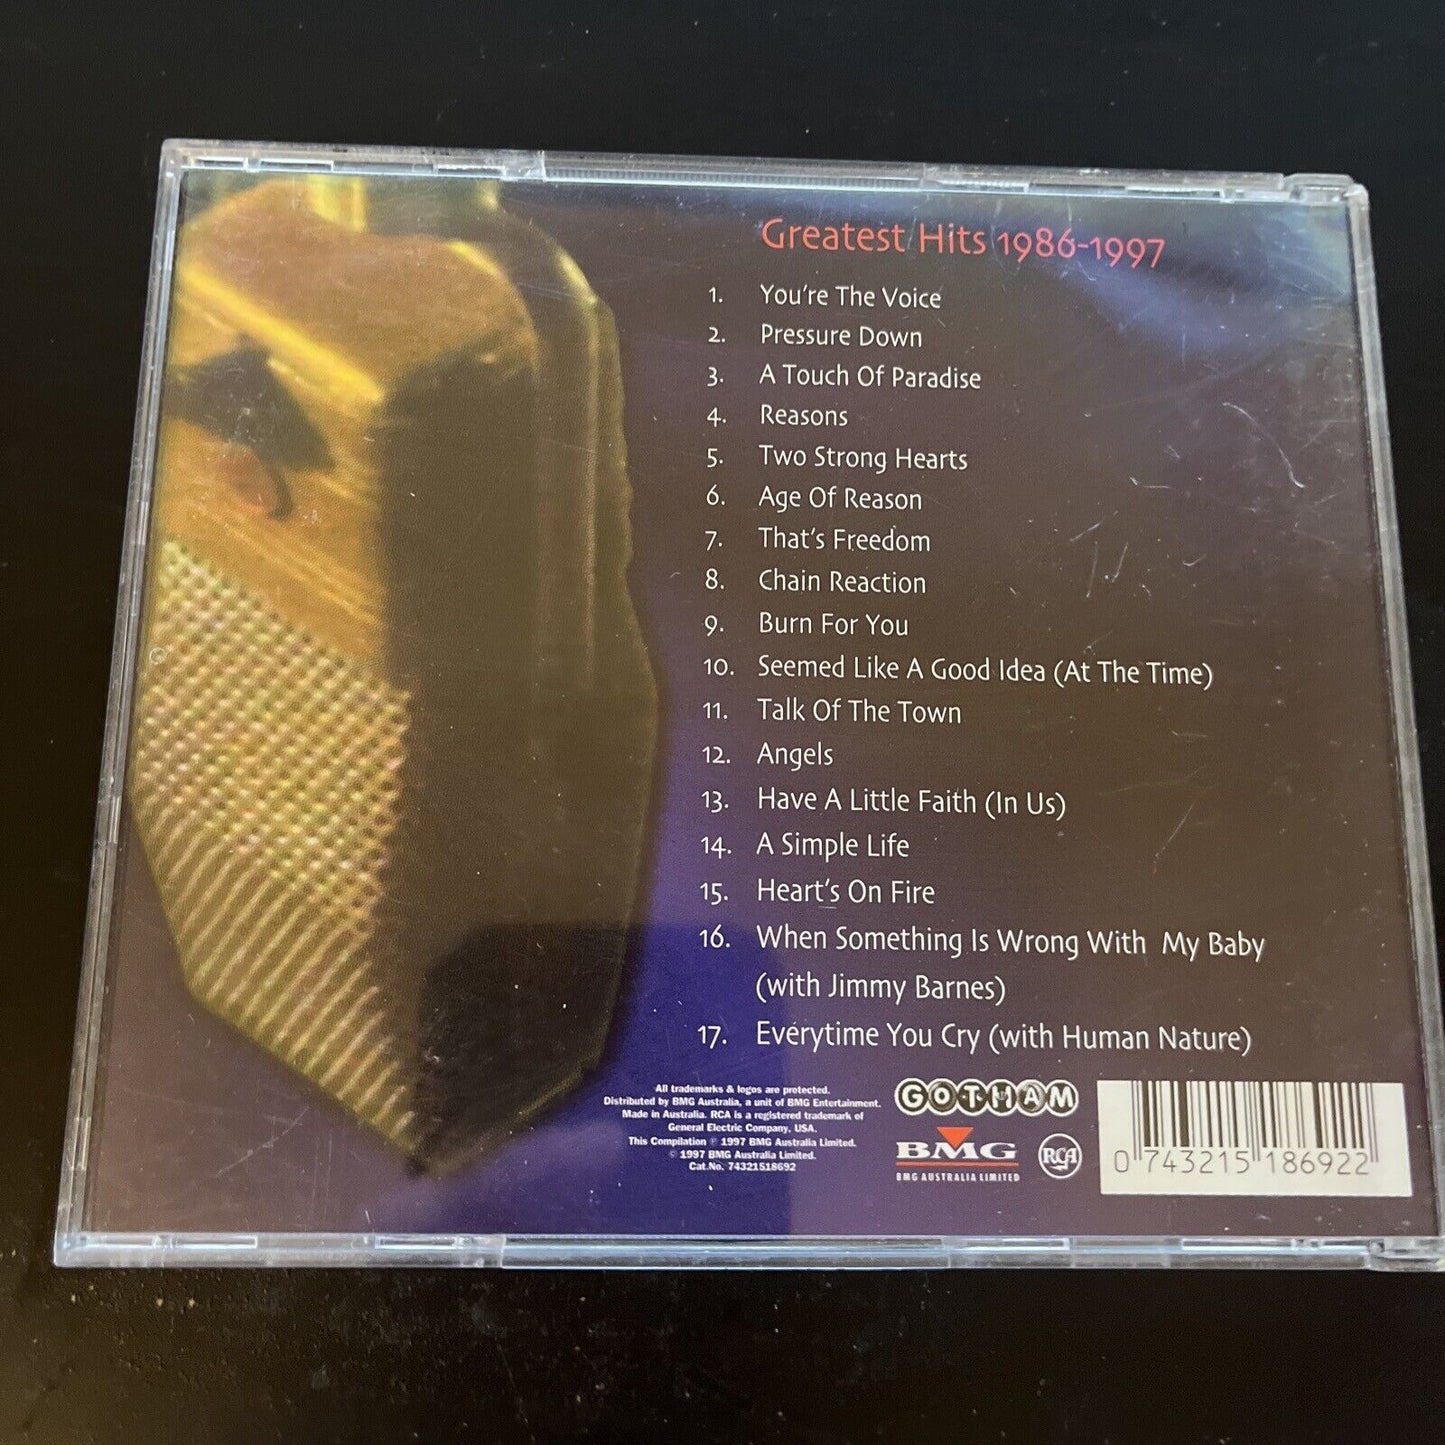 Greatest Hits 1986-1997
1. You're The Voice
2. Pressure Down
3. A Touch Of Paradise
4. Reasons
5. Two Strong Hearts
6. Age Of Reason
7. That's Freedom
8. Chain Reaction
9. Burn For You
10. Seemed Like A Good Idea (At The Time)
11. Talk Of The Town
12. Angels
13. Have A Little Faith (In Us)
14. A Simple Life
15. Heart's On Fire
16. When Something Is Wrong With My Baby
(with Jimmy Barnes)
17. Everytime You Cry (with Human Nature)
All trademarks & logos are protected.
Distributed by BMG Australia, a unit of BMG Entertainment.
Made in Australia. RCA is a registered trademark of
General Electric Company, USA.
This Compilation ℗ 1997 BMG Australia Limited.
© 1997 BMG Australia Limited.
Cat.No. 74321518692
GOTHAM
BMG
BMG AUSTRALIA LIMITED
RCA
0 743215 186922